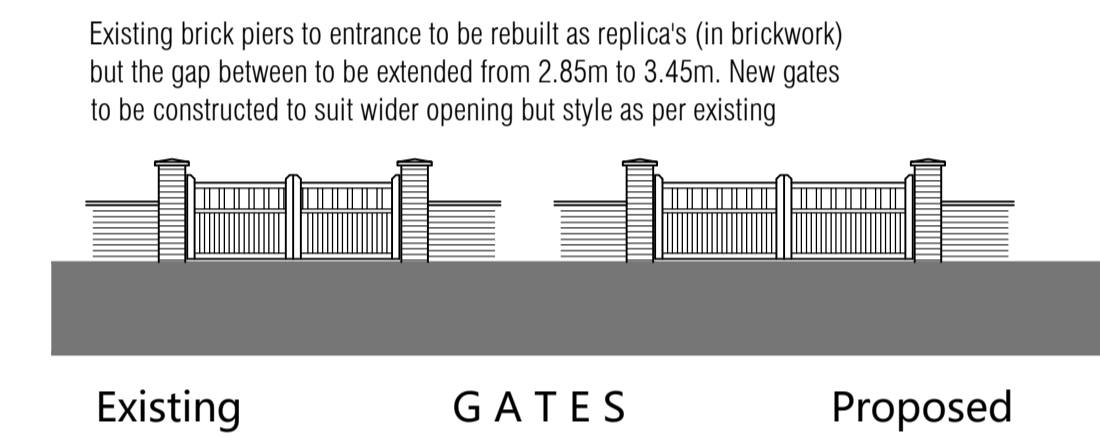 Existing brick piers to entrance to be rebuilt as replica's (in brickwork)
but the gap between to be extended from 2.85m to 3.45m. New gates
to be constructed to suit wider opening but style as per existing
Existing GATES Proposed